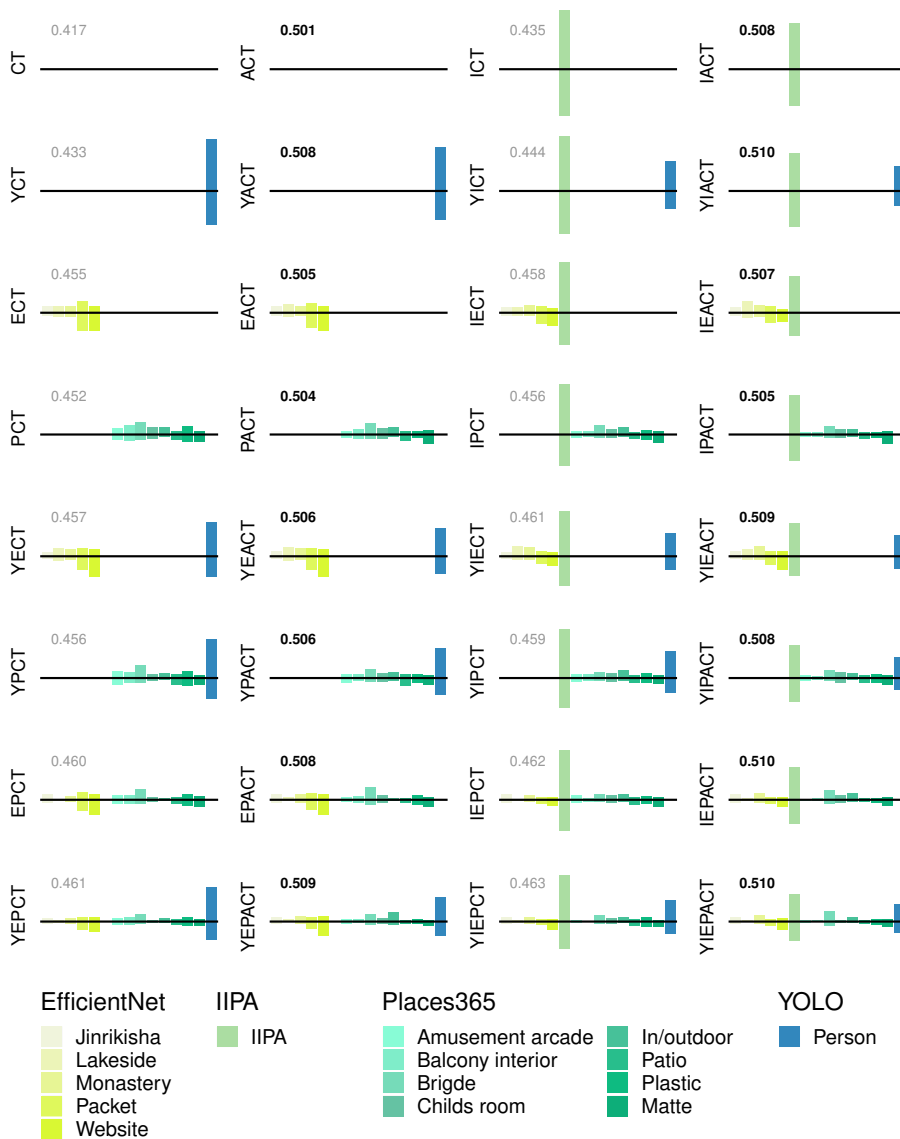 CT 0.417 ACT 0.501 ICT 0.435 IACT 0.508
YCT 0.433 YACT 0.508 YICT 0.444 YIACT 0.510
ECT 0.455 EACT 0.505 IECT 0.458 IEACT 0.507
PCT 0.452 PACT 0.504 IPCT 0.456 IPACT 0.505
YECT 0.457 YEACT 0.506 YIECT 0.461 YIEACT 0.509
YPCT 0.456 YPACT 0.506 YIPCT 0.459 YIPACT 0.508
EPCT 0.460 EPACT 0.508 IEPCT 0.462 IEPACT 0.510
YEPCT 0.461 YEPACT 0.509 YIEPCT 0.463 YIEPACT 0.510
EfficientNet IIPA Places365 YOLO
Jinrikisha IIPA Amusement arcade In/outdoor Person
Lakeside Balcony interior Patio
Monastery Brigde Plastic
Packet Childs room Matte
Website